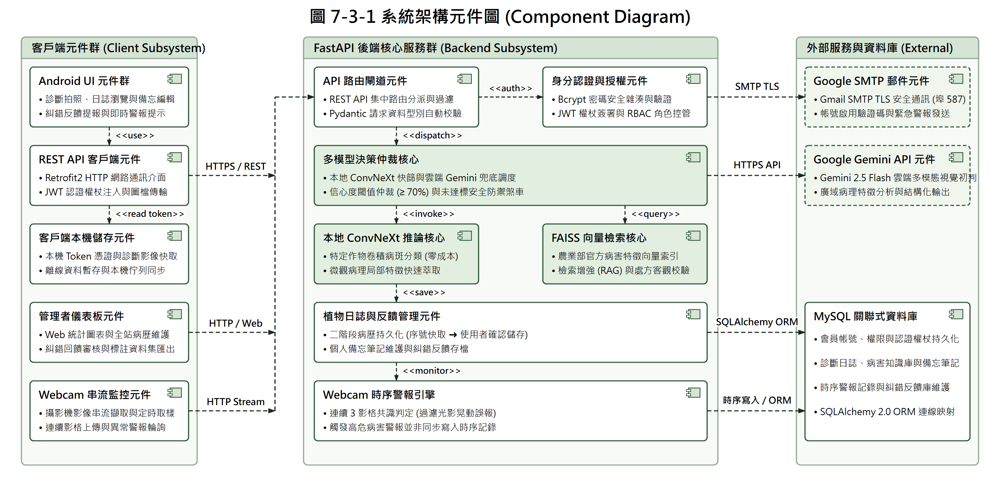 圖 7-3-1 系統架構元件圖 (Component Diagram)
客戶端元件群 (Client Subsystem)
Android UI 元件群
• 診斷拍照、日誌瀏覽與備忘編輯
• 糾錯反饋提報與即時警報提示
<<use>>
REST API 客戶端元件
• Retrofit2 HTTP 網路通訊介面
• JWT 認證權杖注入與圖檔傳輸
<<read token>>
客戶端本機儲存元件
• 本機 Token 憑證與診斷影像快取
• 離線資料暫存與本機佇列同步
管理者儀表板元件
• Web 統計圖表與全站病歷維護
• 糾錯回饋審核與標註資料集匯出
Webcam 串流監控元件
• 攝影機影像串流擷取與定時取樣
• 連續影格上傳與異常警報輪詢
HTTPS / REST
HTTP / Web
HTTP Stream
FastAPI 後端核心服務群 (Backend Subsystem)
API 路由閘道元件
• REST API 集中路由分派與過濾
• Pydantic 請求資料型別自動校驗
<<auth>>
身分認證與授權元件
• Bcrypt 密碼安全雜湊與驗證
• JWT 權杖簽署與 RBAC 角色控管
<<dispatch>>
多模型決策仲裁核心
• 本地 ConvNeXt 快篩與雲端 Gemini 兜底調度
• 信心度閾值仲裁 (≥ 70%) 與未達標安全防禦煞車
<<invoke>>
<<query>>
本地 ConvNeXt 推論核心
• 特定作物卷積病斑分類 (零成本)
• 微觀病理局部特徵快速萃取
FAISS 向量檢索核心
• 農業部官方病害特徵向量索引
• 檢索增強 (RAG) 與處方客觀校驗
<<save>>
植物日誌與反饋管理元件
• 二階段病歷持久化 (序號快取 ➜ 使用者確認儲存)
• 個人備忘筆記維護與糾錯反饋存檔
<<monitor>>
Webcam 時序警報引擎
• 連續 3 影格共識判定 (過濾光影晃動誤報)
• 觸發高危病害警報並非同步寫入時序記錄
SMTP TLS
HTTPS API
SQLAlchemy ORM
時序寫入 / ORM
外部服務與資料庫 (External)
Google SMTP 郵件元件
• Gmail SMTP TLS 安全通訊 (埠 587)
• 帳號啟用驗證碼與緊急警報發送
Google Gemini API 元件
• Gemini 2.5 Flash 雲端多模態視覺初判
• 廣域病理特徵分析與結構化輸出
MySQL 關聯式資料庫
• 會員帳號、權限與認證權杖持久化
• 診斷日誌、病害知識庫與備忘筆記
• 時序警報記錄與糾錯反饋庫維護
• SQLAlchemy 2.0 ORM 連線映射